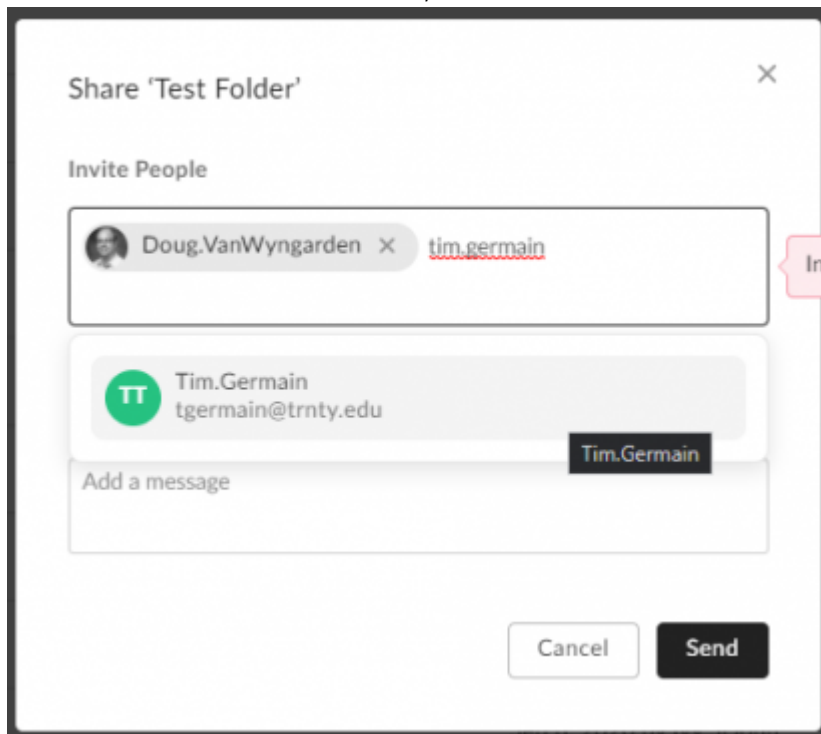 Share ‘Test Folder’
Invite People
Doug.VanWyngarden tim.germain
TT
Tim.Germain
tgermain@trnty.edu
Tim.Germain
Add a message
Cancel Send